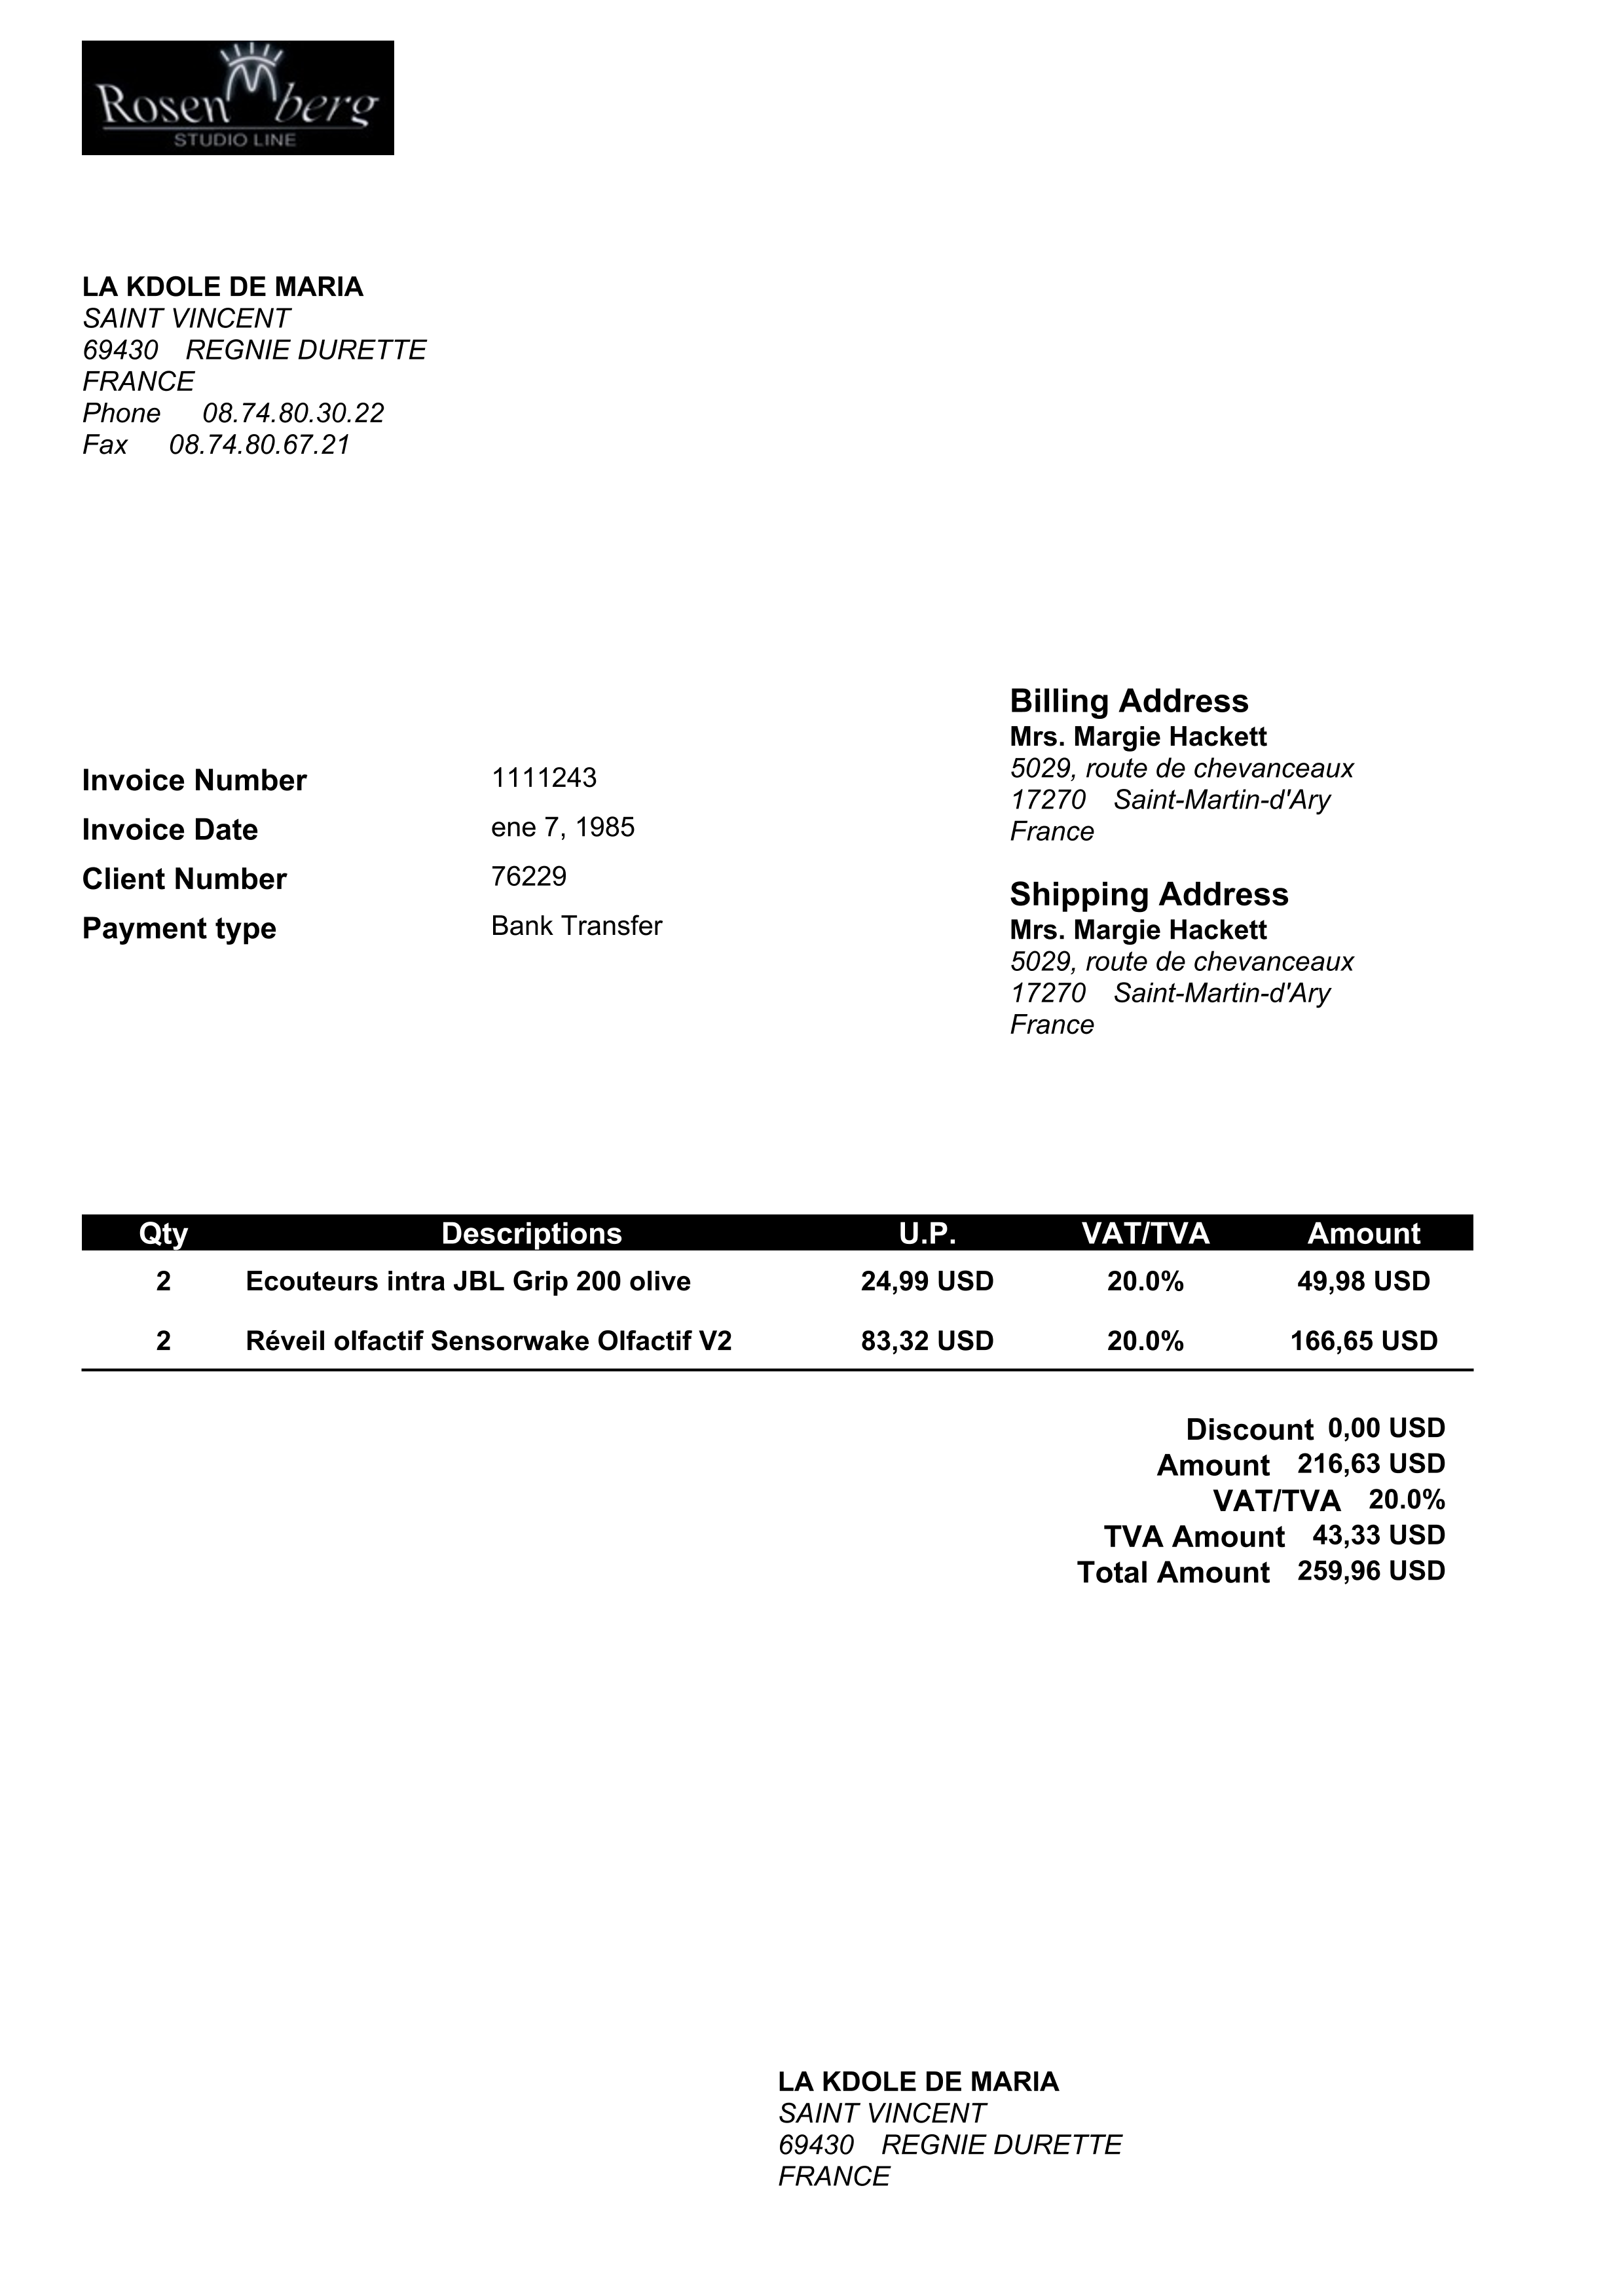 Rosen M berg
STUDIO LINE
LA KDOLE DE MARIA
SAINT VINCENT
69430 REGNIE DURETTE
FRANCE
Phone 08.74.80.30.22
Fax 08.74.80.67.21
Invoice Number 1111243
Invoice Date ene 7, 1985
Client Number 76229
Payment type Bank Transfer
Billing Address
Mrs. Margie Hackett
5029, route de chevanceaux
17270 Saint-Martin-d'Ary
France
Shipping Address
Mrs. Margie Hackett
5029, route de chevanceaux
17270 Saint-Martin-d'Ary
France
Qty Descriptions U.P. VAT/TVA Amount
2 Ecouteurs intra JBL Grip 200 olive 24,99 USD 20.0% 49,98 USD
2 Réveil olfactif Sensorwake Olfactif V2 83,32 USD 20.0% 166,65 USD
Discount 0,00 USD
Amount 216,63 USD
VAT/TVA 20.0%
TVA Amount 43,33 USD
Total Amount 259,96 USD
LA KDOLE DE MARIA
SAINT VINCENT
69430 REGNIE DURETTE
FRANCE